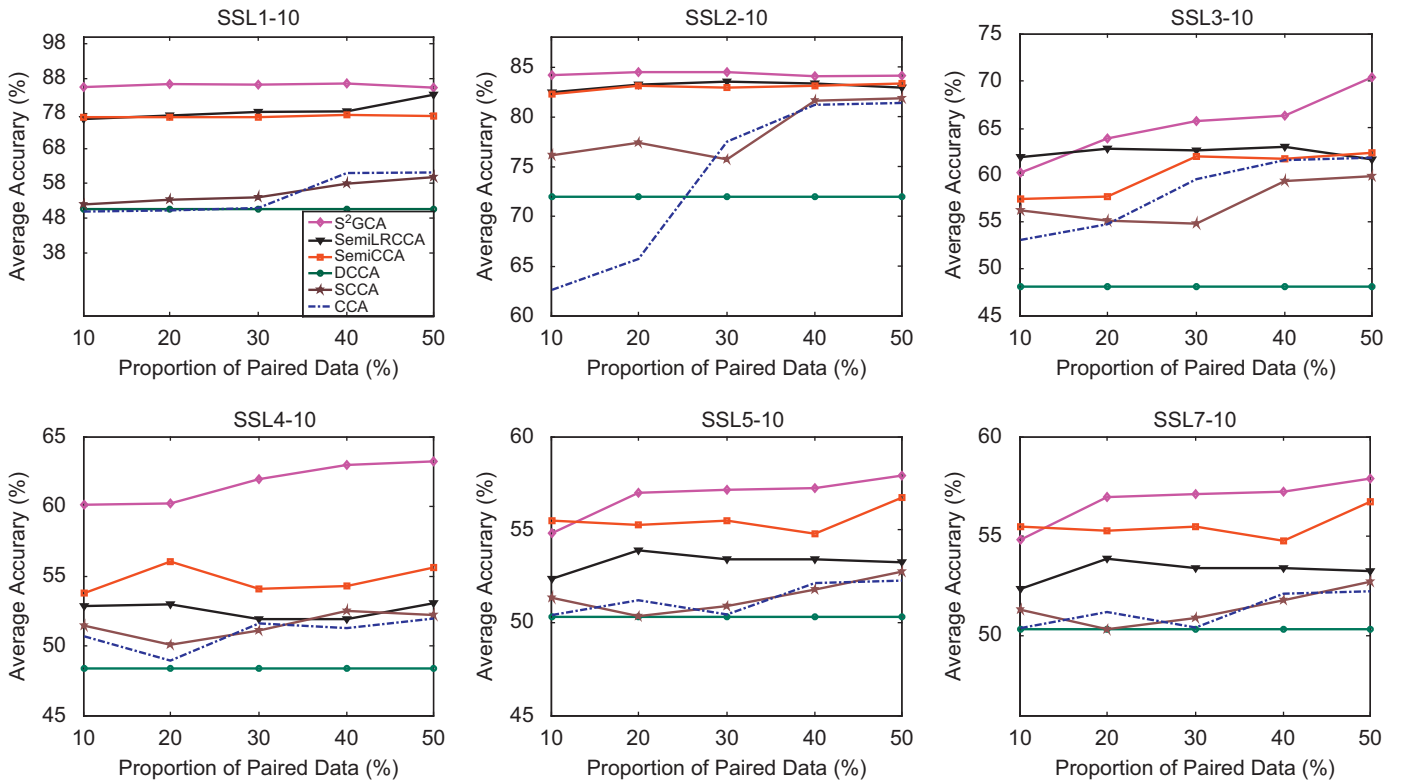 SSL1-10
Average Accurary (%)
98
88
78
68
58
48
38
S²GCA
SemiLRCCA
SemiCCA
DCCA
SCCA
CCA
10 20 30 40 50
Proportion of Paired Data (%)
SSL2-10
Average Accurary (%)
85
80
75
70
65
60
10 20 30 40 50
Proportion of Paired Data (%)
SSL3-10
Average Accurary (%)
75
70
65
60
55
50
45
10 20 30 40 50
Proportion of Paired Data (%)
SSL4-10
Average Accurary (%)
65
60
55
50
45
10 20 30 40 50
Proportion of Paired Data (%)
SSL5-10
Average Accurary (%)
60
55
50
45
10 20 30 40 50
Proportion of Paired Data (%)
SSL7-10
Average Accurary (%)
60
55
50
10 20 30 40 50
Proportion of Paired Data (%)